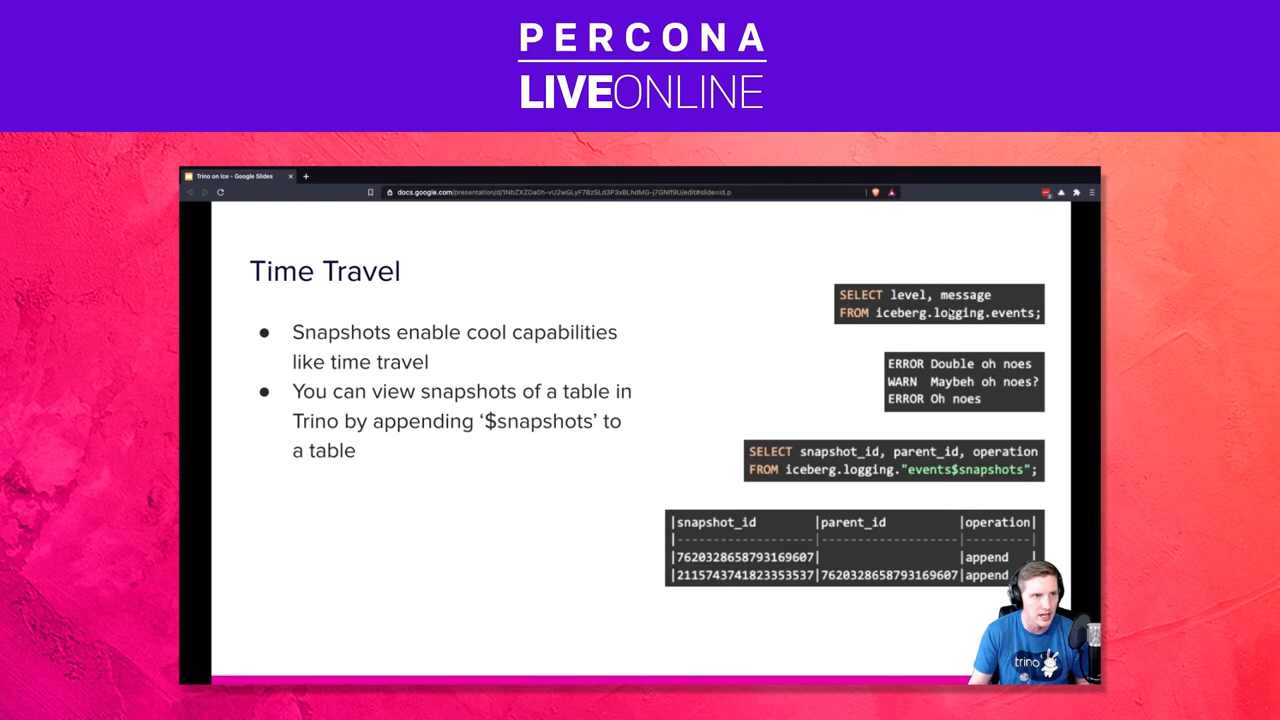 PERCONA
LIVEONLINE
Trino on Ice - Google Slides
Time Travel
● Snapshots enable cool capabilities
like time travel
● You can view snapshots of a table in
Trino by appending ‘$snapshots’ to
a table
SELECT level, message
FROM iceberg.logging.events;
ERROR Double oh noes
WARN  Maybeh oh noes?
ERROR Oh noes
SELECT snapshot_id, parent_id, operation
FROM iceberg.logging."events$snapshots";
|snapshot_id |parent_id |operation|
|-------------------|-------------------|---------|
|7620328658793169607| |append |
|2115743741823353537|7620328658793169607|append
trino